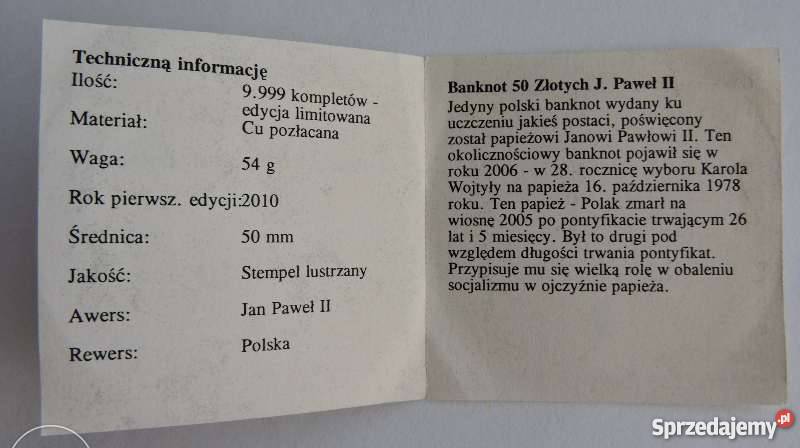 Techniczną informację
Ilość: 9.999 kompletów -
edycja limitowana
Materiał: Cu pozłacana
Waga: 54 g
Rok pierwsz. edycji:2010
Średnica: 50 mm
Jakość: Stempel lustrzany
Awers: Jan Paweł II
Rewers: Polska
Banknot 50 Złotych J. Paweł II
Jedyny polski banknot wydany ku
uczczeniu jakieś postaci, poświęcony
został papieżowi Janowi Pawłowi II. Ten
okolicznościowy banknot pojawił się w
roku 2006 - w 28. rocznicę wyboru Karola
Wojtyły na papieża 16. października 1978
roku. Ten papież - Polak zmarł na
wiosnę 2005 po pontyfikacie trwającym 26
lat i 5 miesięcy. Był to drugi pod
względem długości trwania pontyfikat.
Przypisuje mu się wielką rolę w obaleniu
socjalizmu w ojczyźnie papieża.
Sprzedajemy.pl